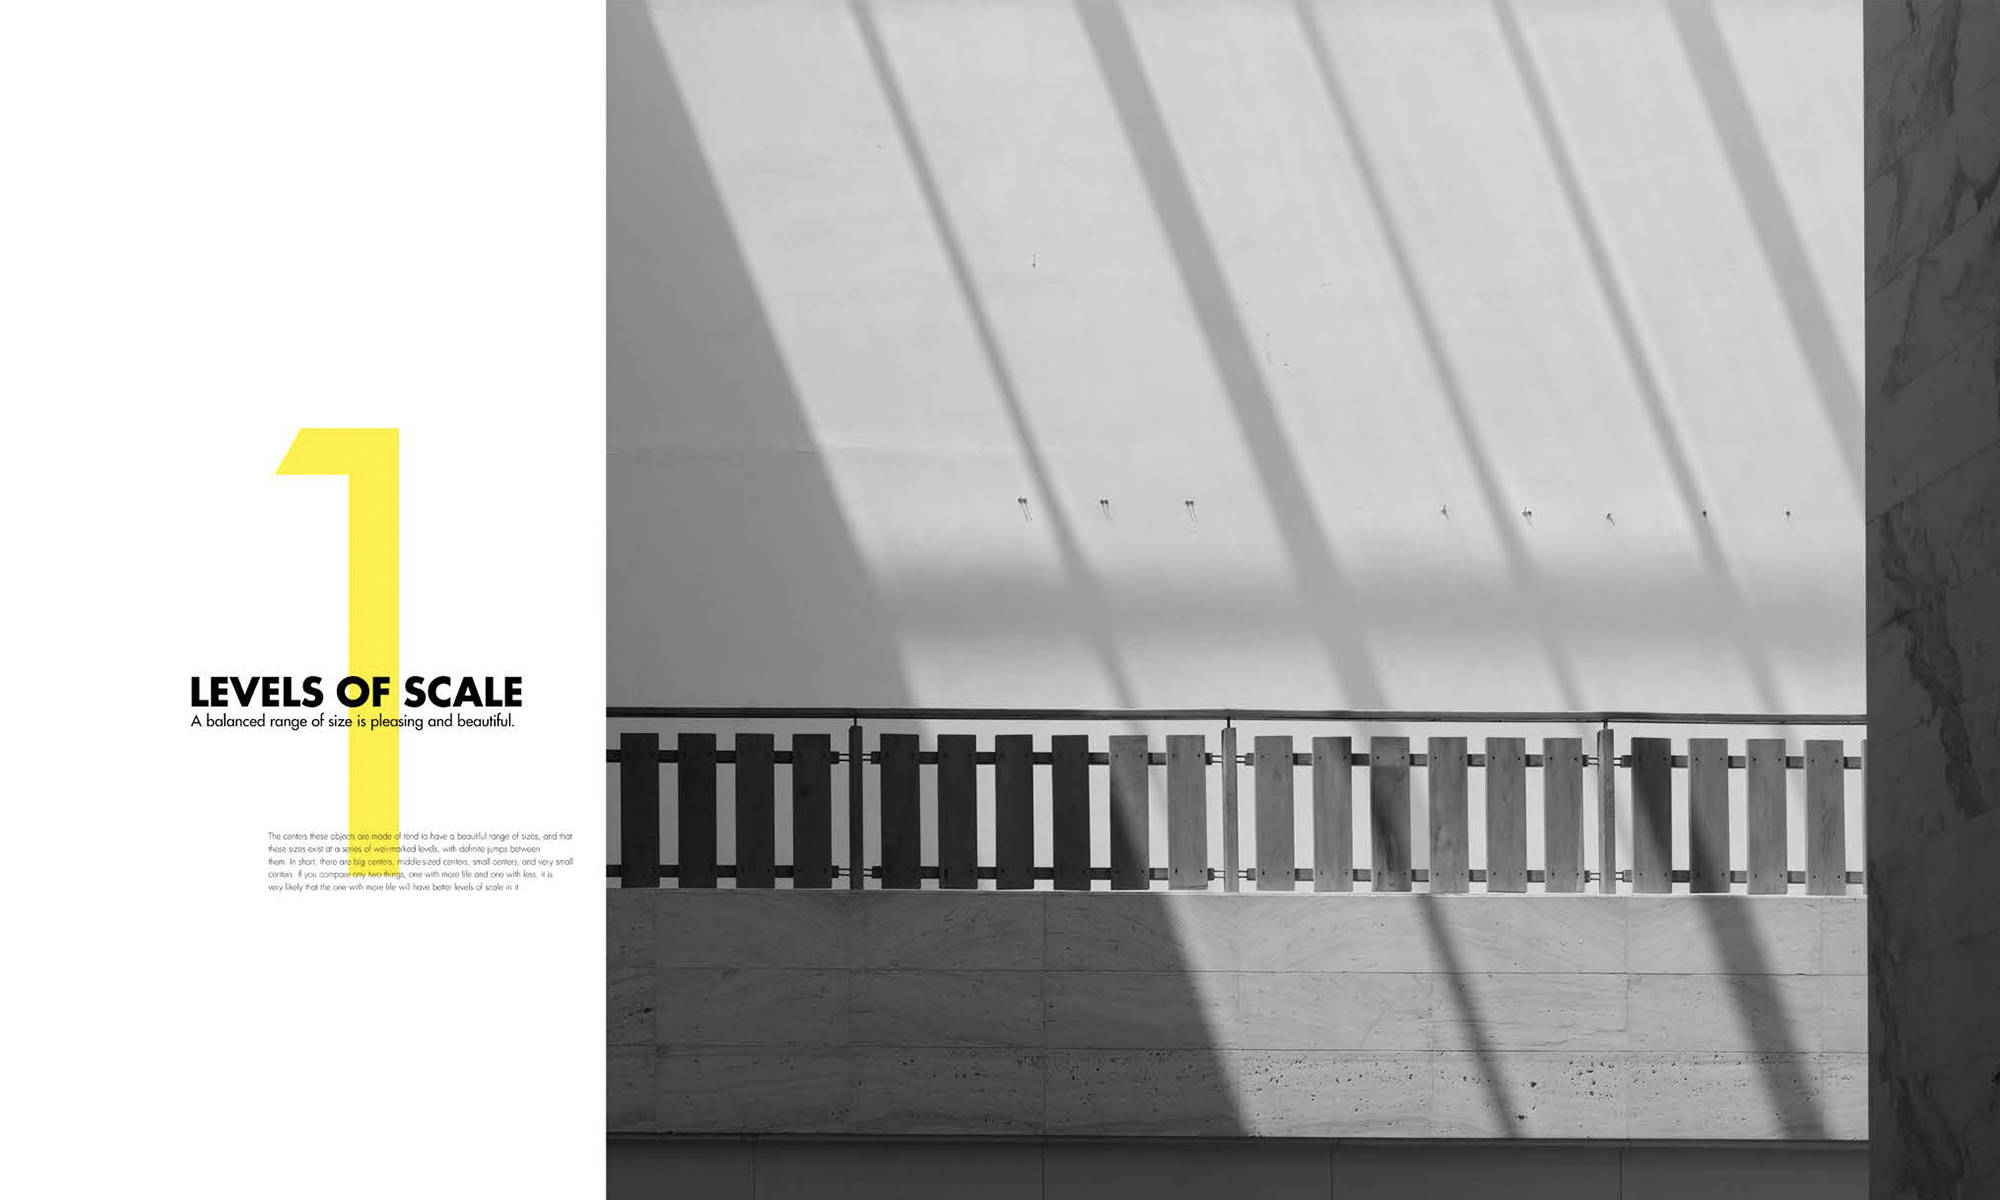 1
LEVELS OF SCALE
A balanced range of size is pleasing and beautiful.
The centers these objects are made of tend to have a beautiful range of sizes, and that
these sizes exist at a series of well-marked levels, with definite jumps between
them. In short, there are big centers, middle-sized centers, small centers, and very small
centers. If you compare any two things, one with more life and one with less, it is
very likely that the one with more life will have better levels of scale in it